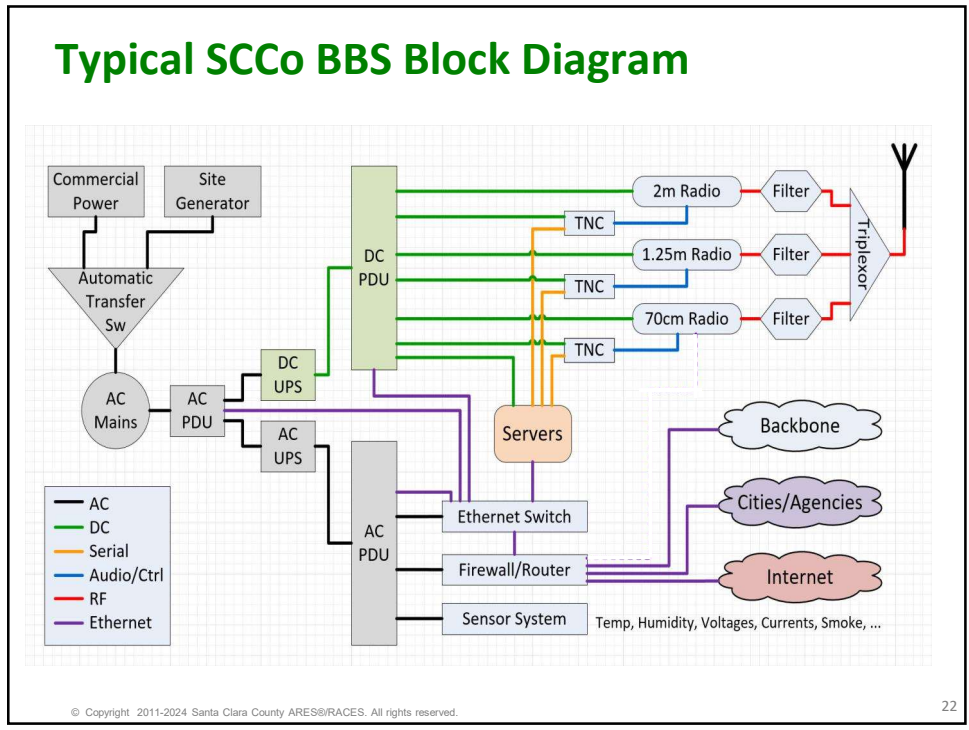 Typical SCCo BBS Block Diagram
Commercial
Power
Site
Generator
Automatic
Transfer
Sw
AC
Mains
AC
PDU
DC
UPS
AC
UPS
DC
PDU
AC
PDU
2m Radio
Filter
TNC
1.25m Radio
Filter
TNC
70cm Radio
Filter
TNC
Triplexor
Servers
Ethernet Switch
Firewall/Router
Sensor System
Temp, Humidity, Voltages, Currents, Smoke, ...
Backbone
Cities/Agencies
Internet
AC
DC
Serial
Audio/Ctrl
RF
Ethernet
© Copyright 2011-2024 Santa Clara County ARES®/RACES. All rights reserved.
22